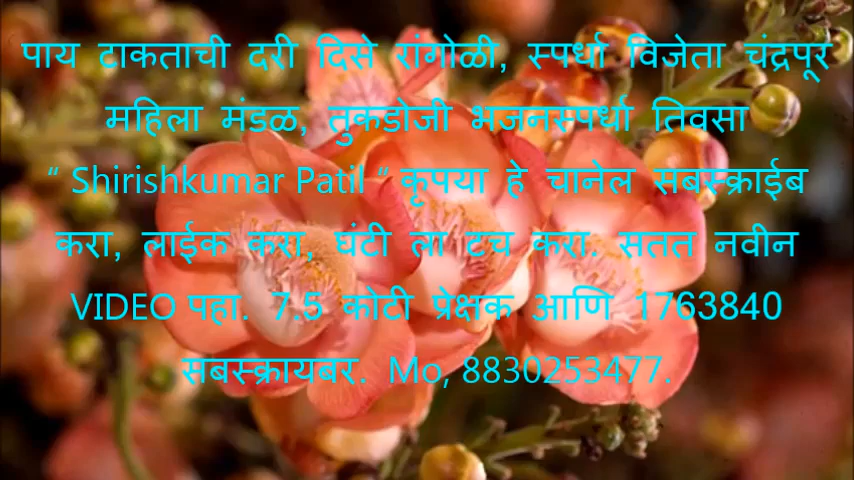 पाय टाकताची दरी दिसे रांगोळी, स्पर्धा विजेता चंद्रपूर
महिला मंडळ, तुकडोजी भजनस्पर्धा तिवसा
“ Shirishkumar Patil “ कृपया हे चानेल सबस्क्राईब
करा, लाईक करा, घंटी ला टच करा. सतत नवीन
VIDEO पहा. 7.5 कोटी प्रेक्षक आणि 1763840
सबस्क्रायबर. Mo, 8830253477.